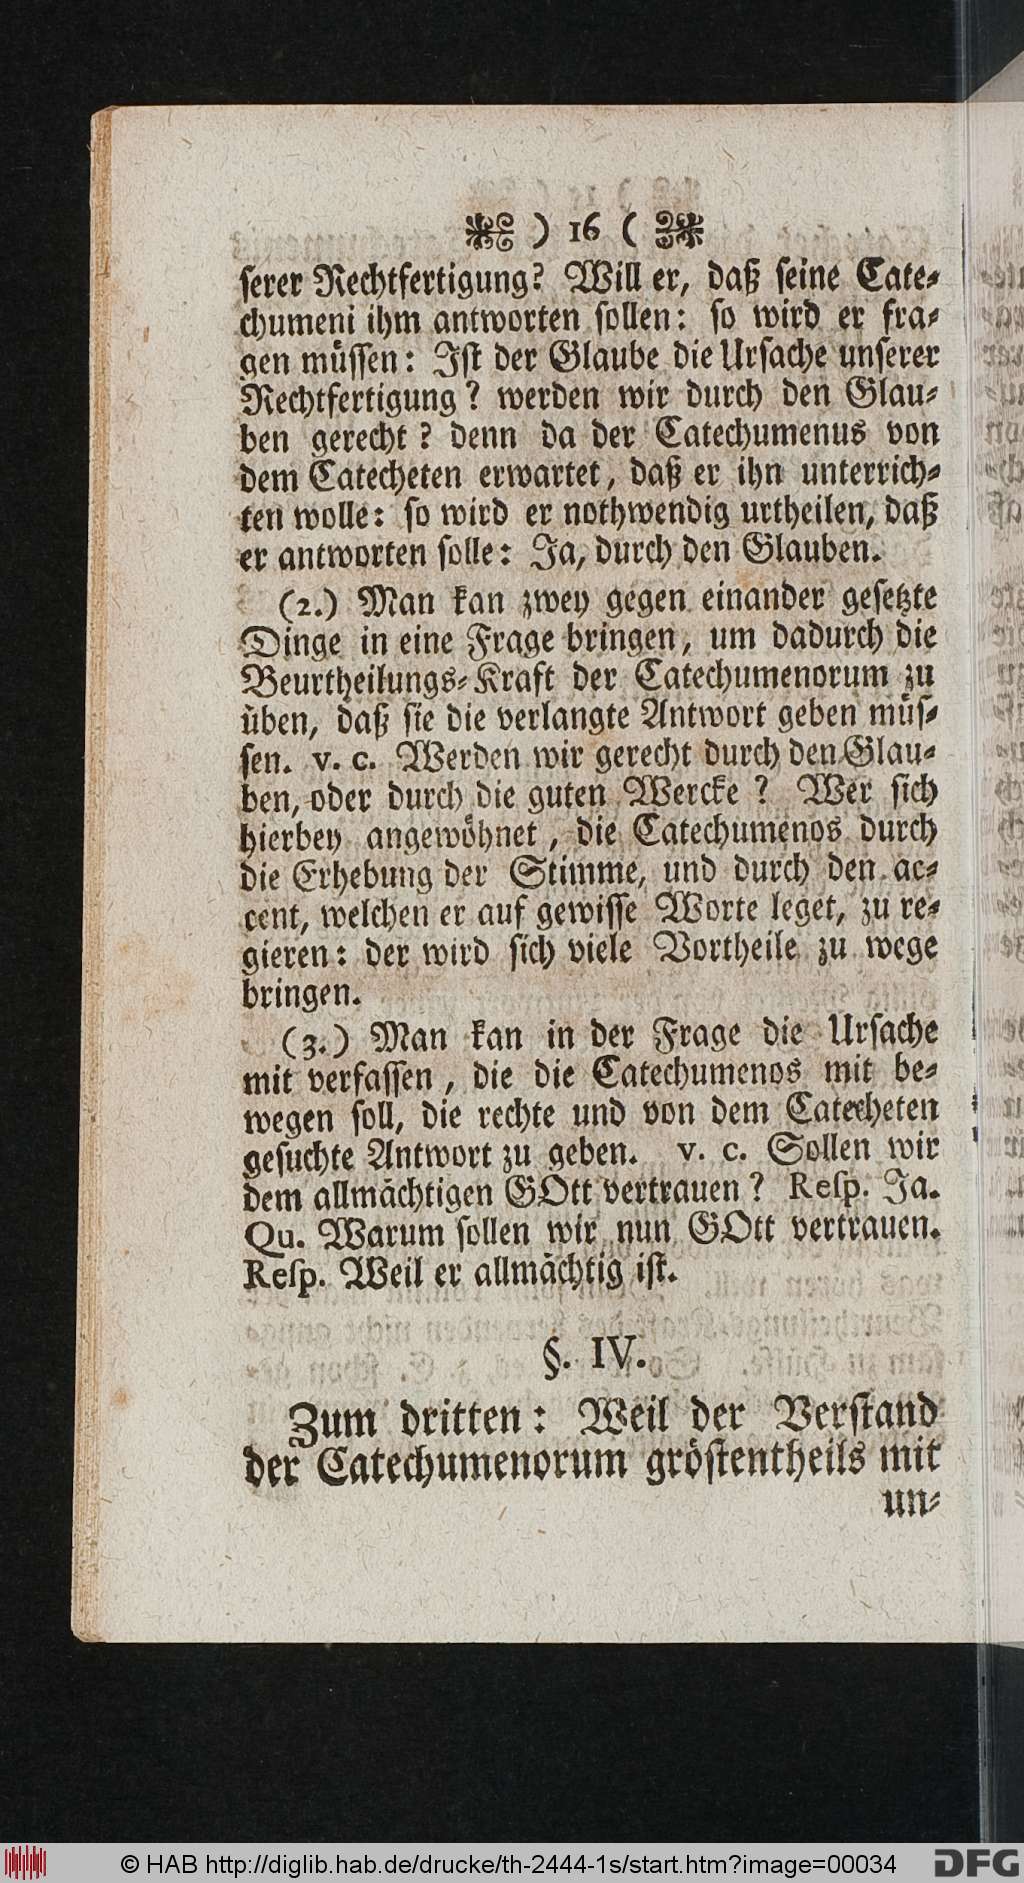 ) 16 (
serer Rechtfertigung? Will er, daß seine Cate-
chumeni ihm antworten sollen: so wird er fra-
gen müssen: Ist der Glaube die Ursache unserer
Rechtfertigung? werden wir durch den Glau-
ben gerecht? denn da der Catechumenus von
dem Catecheten erwartet, daß er ihn unterrich-
ten wolle: so wird er nothwendig urtheilen, daß
er antworten solle: Ja, durch den Glauben.
(2.) Man kan zwey gegen einander gesetzte
Dinge in eine Frage bringen, um dadurch die
Beurtheilungs-Kraft der Catechumenorum zu
üben, daß sie die verlangte Antwort geben müs-
sen. v. c. Werden wir gerecht durch den Glau-
ben, oder durch die guten Wercke? Wer sich
hierbey angewöhnet, die Catechumenos durch
die Erhebung der Stimme, und durch den ac-
cent, welchen er auf gewisse Worte leget, zu re-
gieren: der wird sich viele Vortheile zu wege
bringen.
(3.) Man kan in der Frage die Ursache
mit verfassen, die die Catechumenos mit be-
wegen soll, die rechte und von dem Catecheten
gesuchte Antwort zu geben. v. c. Sollen wir
dem allmächtigen GOtt vertrauen? Resp. Ja.
Qu. Warum sollen wir nun GOtt vertrauen.
Resp. Weil er allmächtig ist.
§. IV.
Zum dritten: Weil der Verstand
der Catechumenorum gröstentheils mit
un-
© HAB http://diglib.hab.de/drucke/th-2444-1s/start.htm?image=00034
DFG